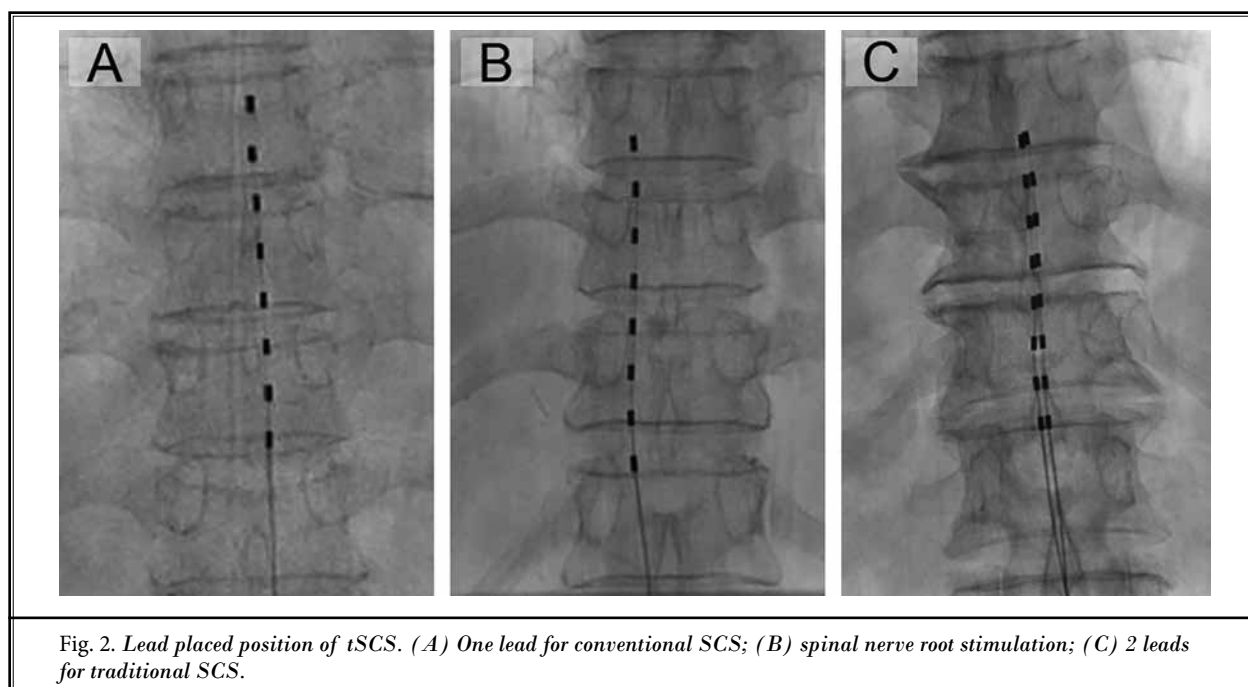 A
B
C
Fig. 2. Lead placed position of tSCS. (A) One lead for conventional SCS; (B) spinal nerve root stimulation; (C) 2 leads
for traditional SCS.